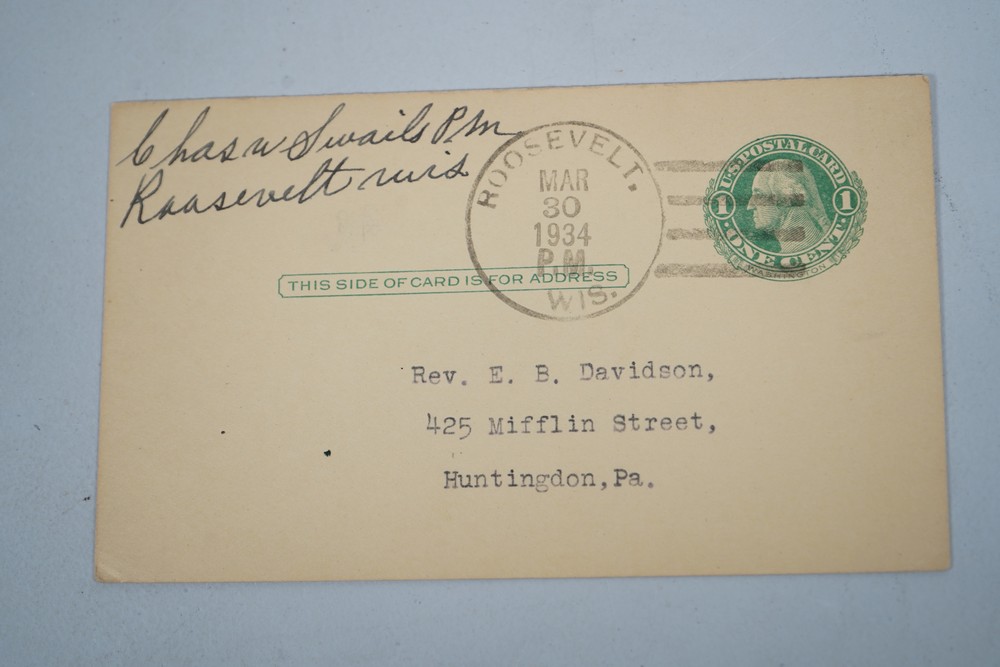 Chas w Swails P.M
Roosevelt wis
ROOSEVELT.
MAR
30
1934
P.M.
WIS.
U.S. POSTAL CARD
1 1
ONE CENT
WASHINGTON
THIS SIDE OF CARD IS FOR ADDRESS
Rev. E. B. Davidson,
425 Mifflin Street,
Huntingdon,Pa.